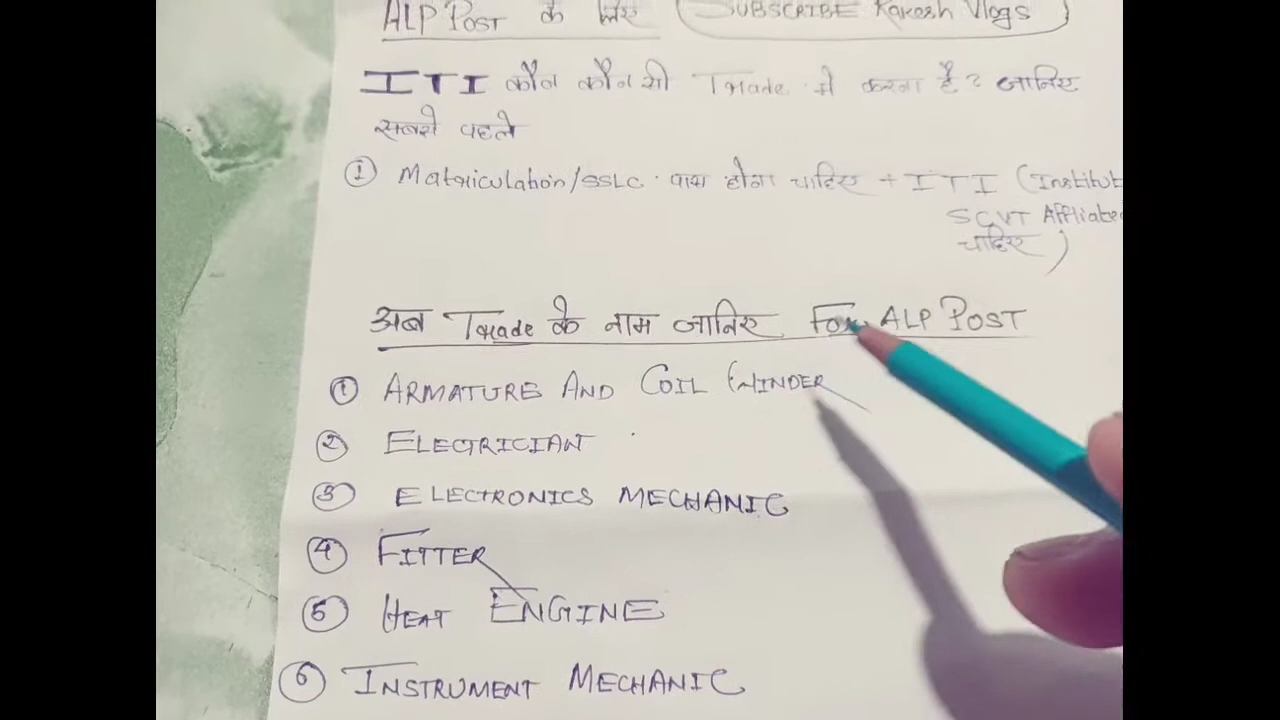 ALP POST के लिए (SUBSCRIBE Rakesh Vlogs)
ITI कौन कौन सी Trade में करना है? जानिए
सबसे पहले
① Matriculation/SSLC पास होना चाहिए + ITI (Institut
SCVT Affliated
चाहिए)
अब Trade के नाम जानिए For ALP POST
① ARMATURE AND COIL WINDER
② ELECTRICIAN
③ ELECTRONICS MECHANIC
④ FITTER
⑤ HEAT ENGINE
⑥ INSTRUMENT MECHANIC